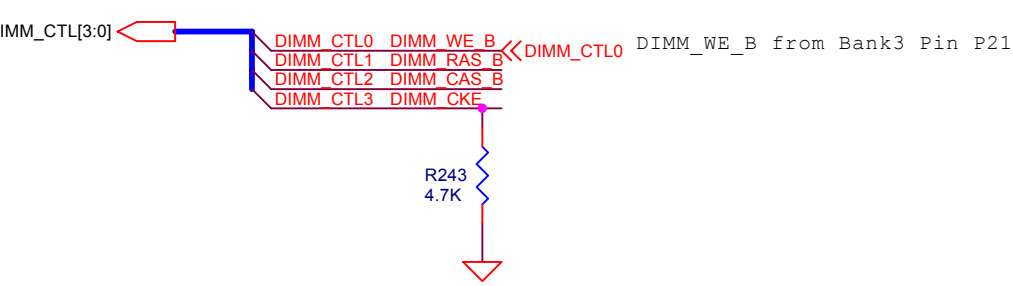 IMM_CTL[3:0]
DIMM_CTL0 DIMM_WE_B
DIMM_CTL0
DIMM_WE_B from Bank3 Pin P21
DIMM_CTL1 DIMM_RAS_B
DIMM_CTL2 DIMM_CAS_B
DIMM_CTL3 DIMM_CKE
R243
4.7K